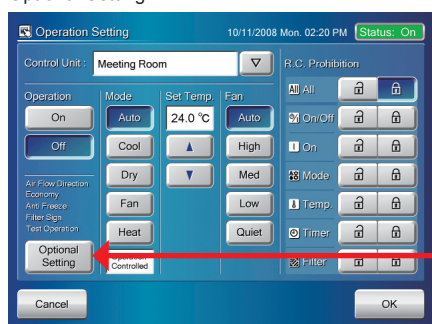 Operation Setting 10/11/2008 Mon. 02:20 PM Status: On
Control Unit : Meeting Room R.C. Prohibition
Operation Mode Set Temp. Fan All All
On Auto 24.0 °C Auto On/Off
Off Cool High I On
Dry Med Mode
Air Flow Direction
Economy
Anti Freeze
Filter Sign
Test Operation
Fan Low Temp.
Heat Quiet Timer
Optional
Setting
Controlled
Filter
Cancel OK